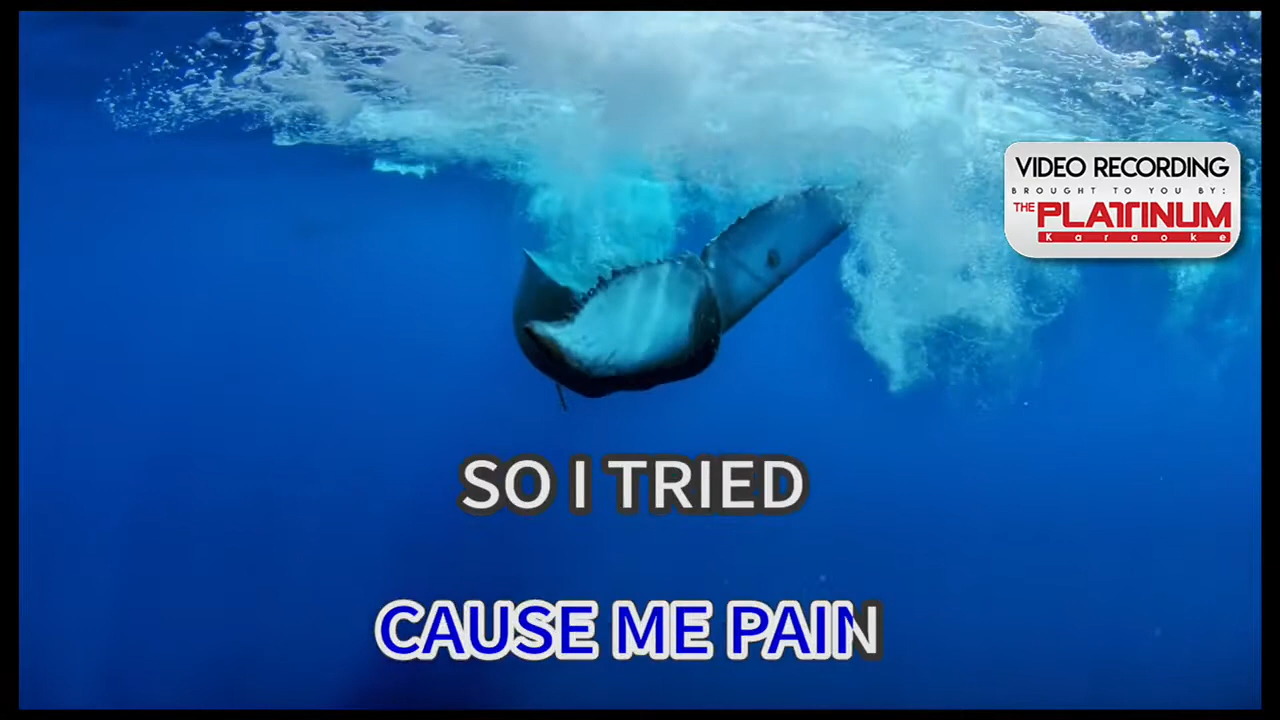 VIDEO RECORDING
BROUGHT TO YOU BY:
THE PLATINUM
Karaoke
SO I TRIED
CAUSE ME PAIN